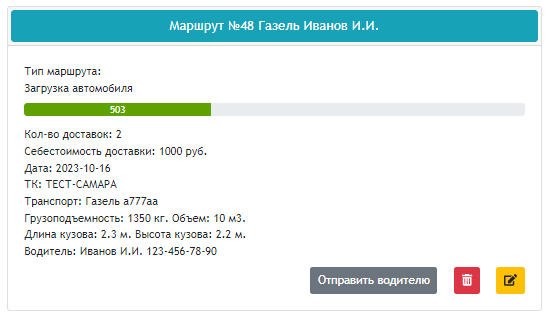 Маршрут №48 Газель Иванов И.И.
Тип маршрута:
Загрузка автомобиля
503
Кол-во доставок: 2
Себестоимость доставки: 1000 руб.
Дата: 2023-10-16
ТК: ТЕСТ-САМАРА
Транспорт: Газель а777аа
Грузоподъемность: 1350 кг. Объем: 10 м3.
Длина кузова: 2.3 м. Высота кузова: 2.2 м.
Водитель: Иванов И.И. 123-456-78-90
Отправить водителю